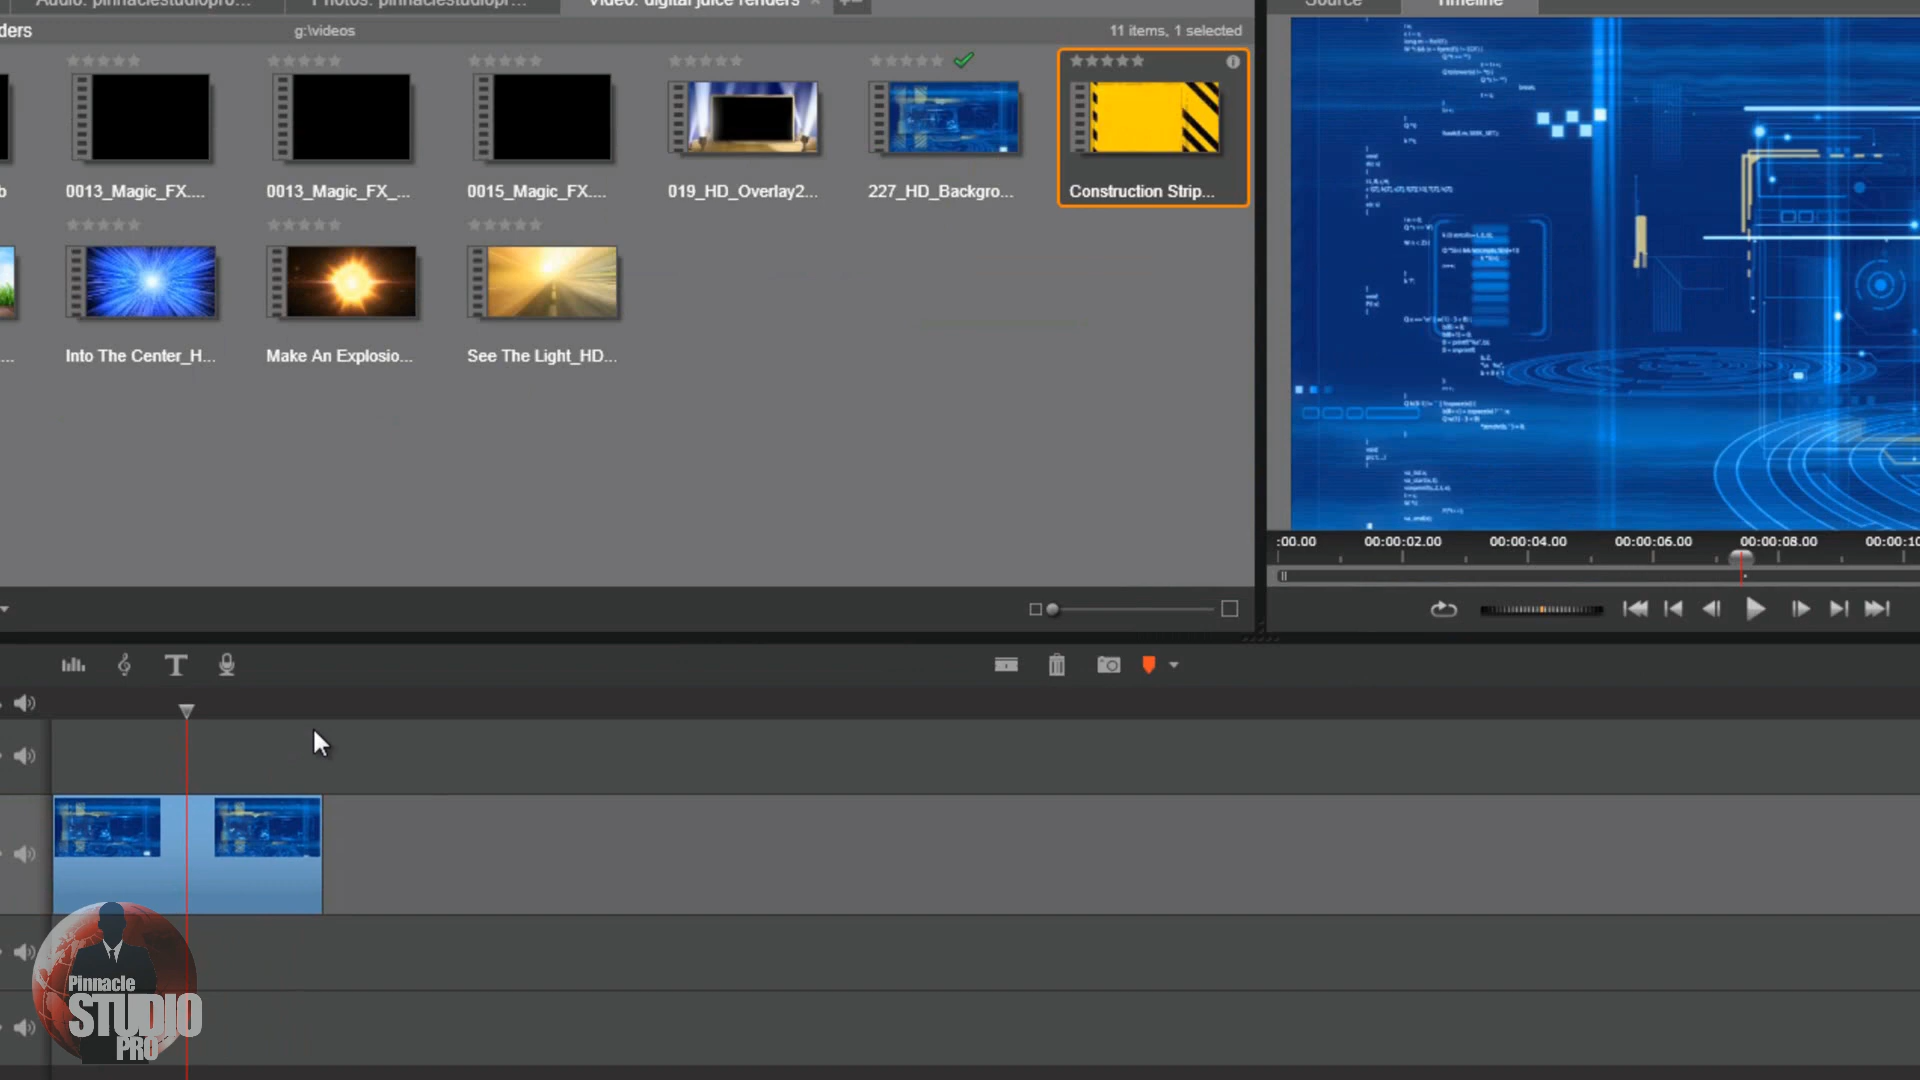 Audio: pinnaclestudiopro... Photos: pinnaclestudiopr... Video: digital juice renders
Source Timeline
ders g:\videos 11 items, 1 selected
b 0013_Magic_FX.... 0013_Magic_FX_... 0015_Magic_FX.... 019_HD_Overlay2... 227_HD_Backgro... Construction Strip...
... Into The Center_H... Make An Explosio... See The Light_HD...
:00.00 00:00:02.00 00:00:04.00 00:00:06.00 00:00:08.00 00:00:10
Pinnacle
STUDIO
PRO